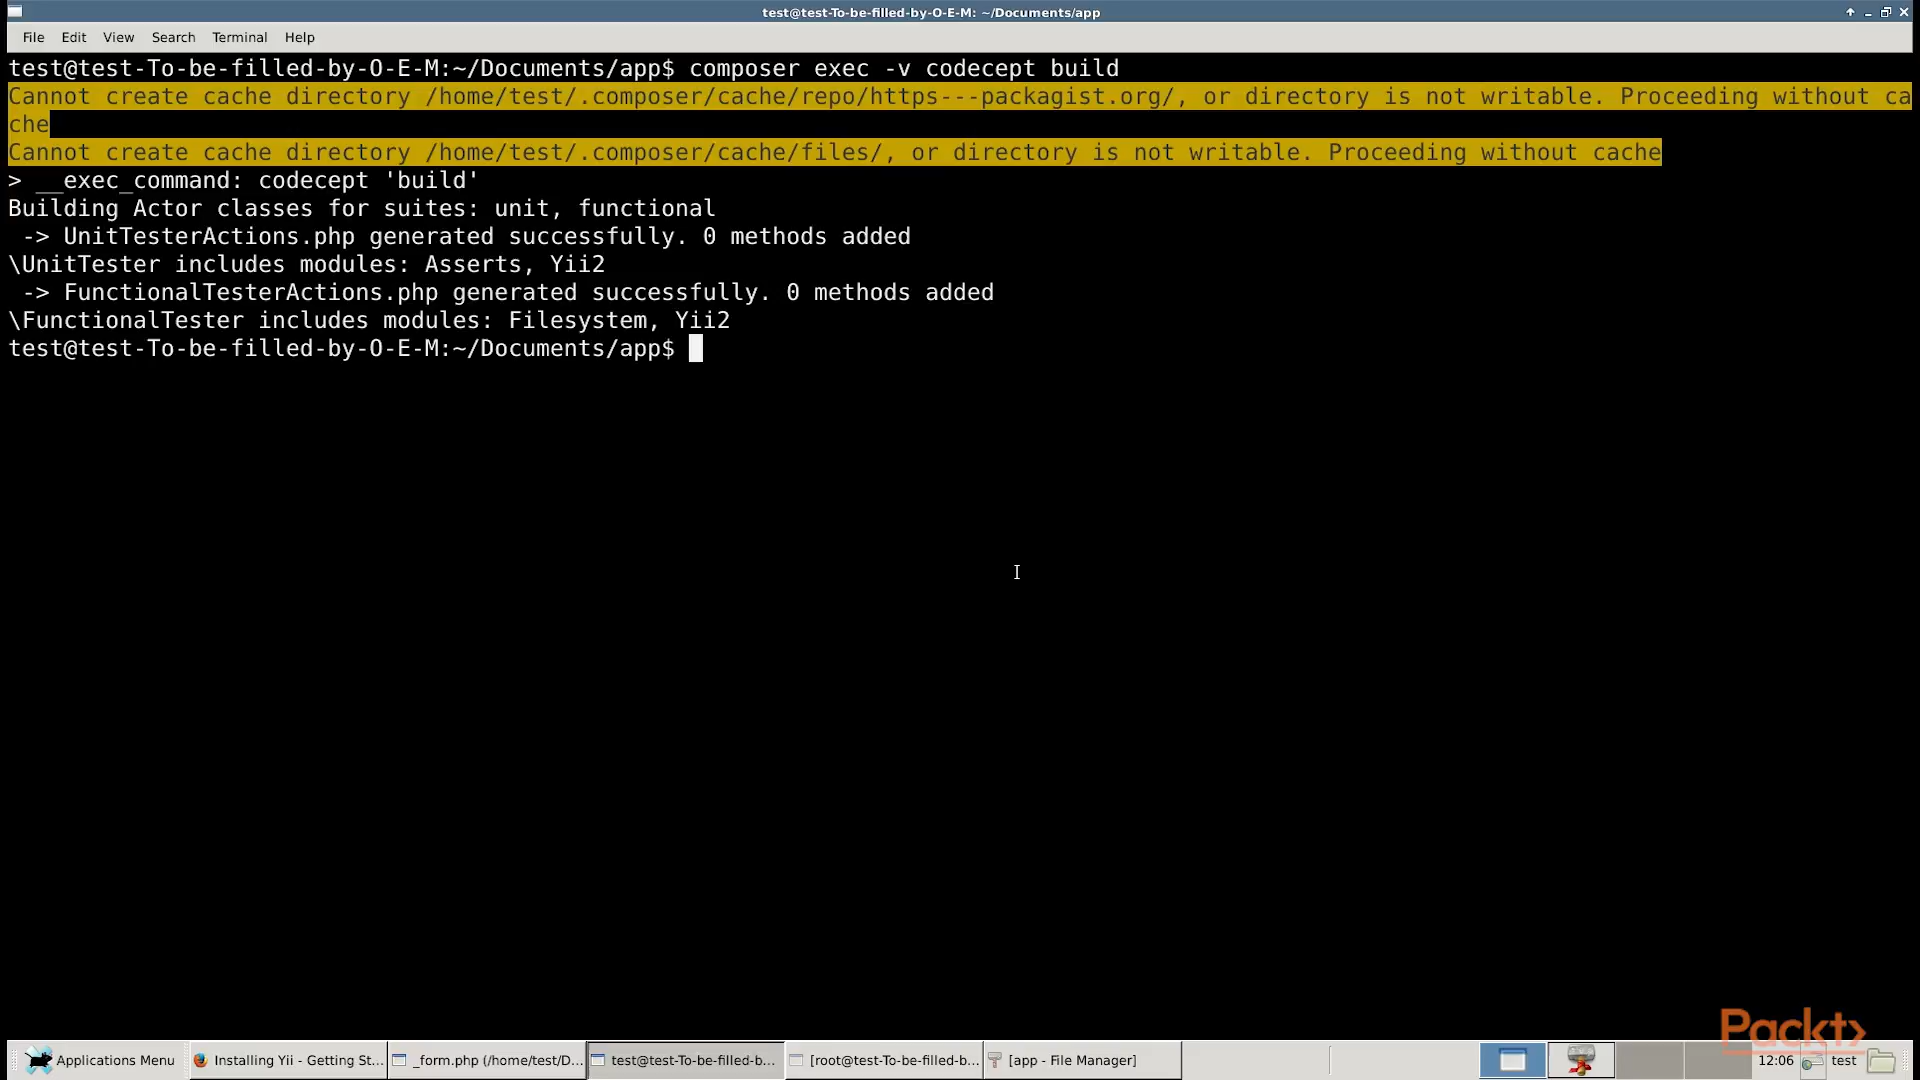 test@test-To-be-filled-by-O-E-M: ~/Documents/app
File Edit View Search Terminal Help
test@test-To-be-filled-by-O-E-M:~/Documents/app$ composer exec -v codecept build
Cannot create cache directory /home/test/.composer/cache/repo/https---packagist.org/, or directory is not writable. Proceeding without ca
che
Cannot create cache directory /home/test/.composer/cache/files/, or directory is not writable. Proceeding without cache
> __exec_command: codecept 'build'
Building Actor classes for suites: unit, functional
 -> UnitTesterActions.php generated successfully. 0 methods added
\UnitTester includes modules: Asserts, Yii2
 -> FunctionalTesterActions.php generated successfully. 0 methods added
\FunctionalTester includes modules: Filesystem, Yii2
test@test-To-be-filled-by-O-E-M:~/Documents/app$
Packt>
Applications Menu Installing Yii - Getting St... _form.php (/home/test/D... test@test-To-be-filled-b... [root@test-To-be-filled-b... [app - File Manager] 12:06 test